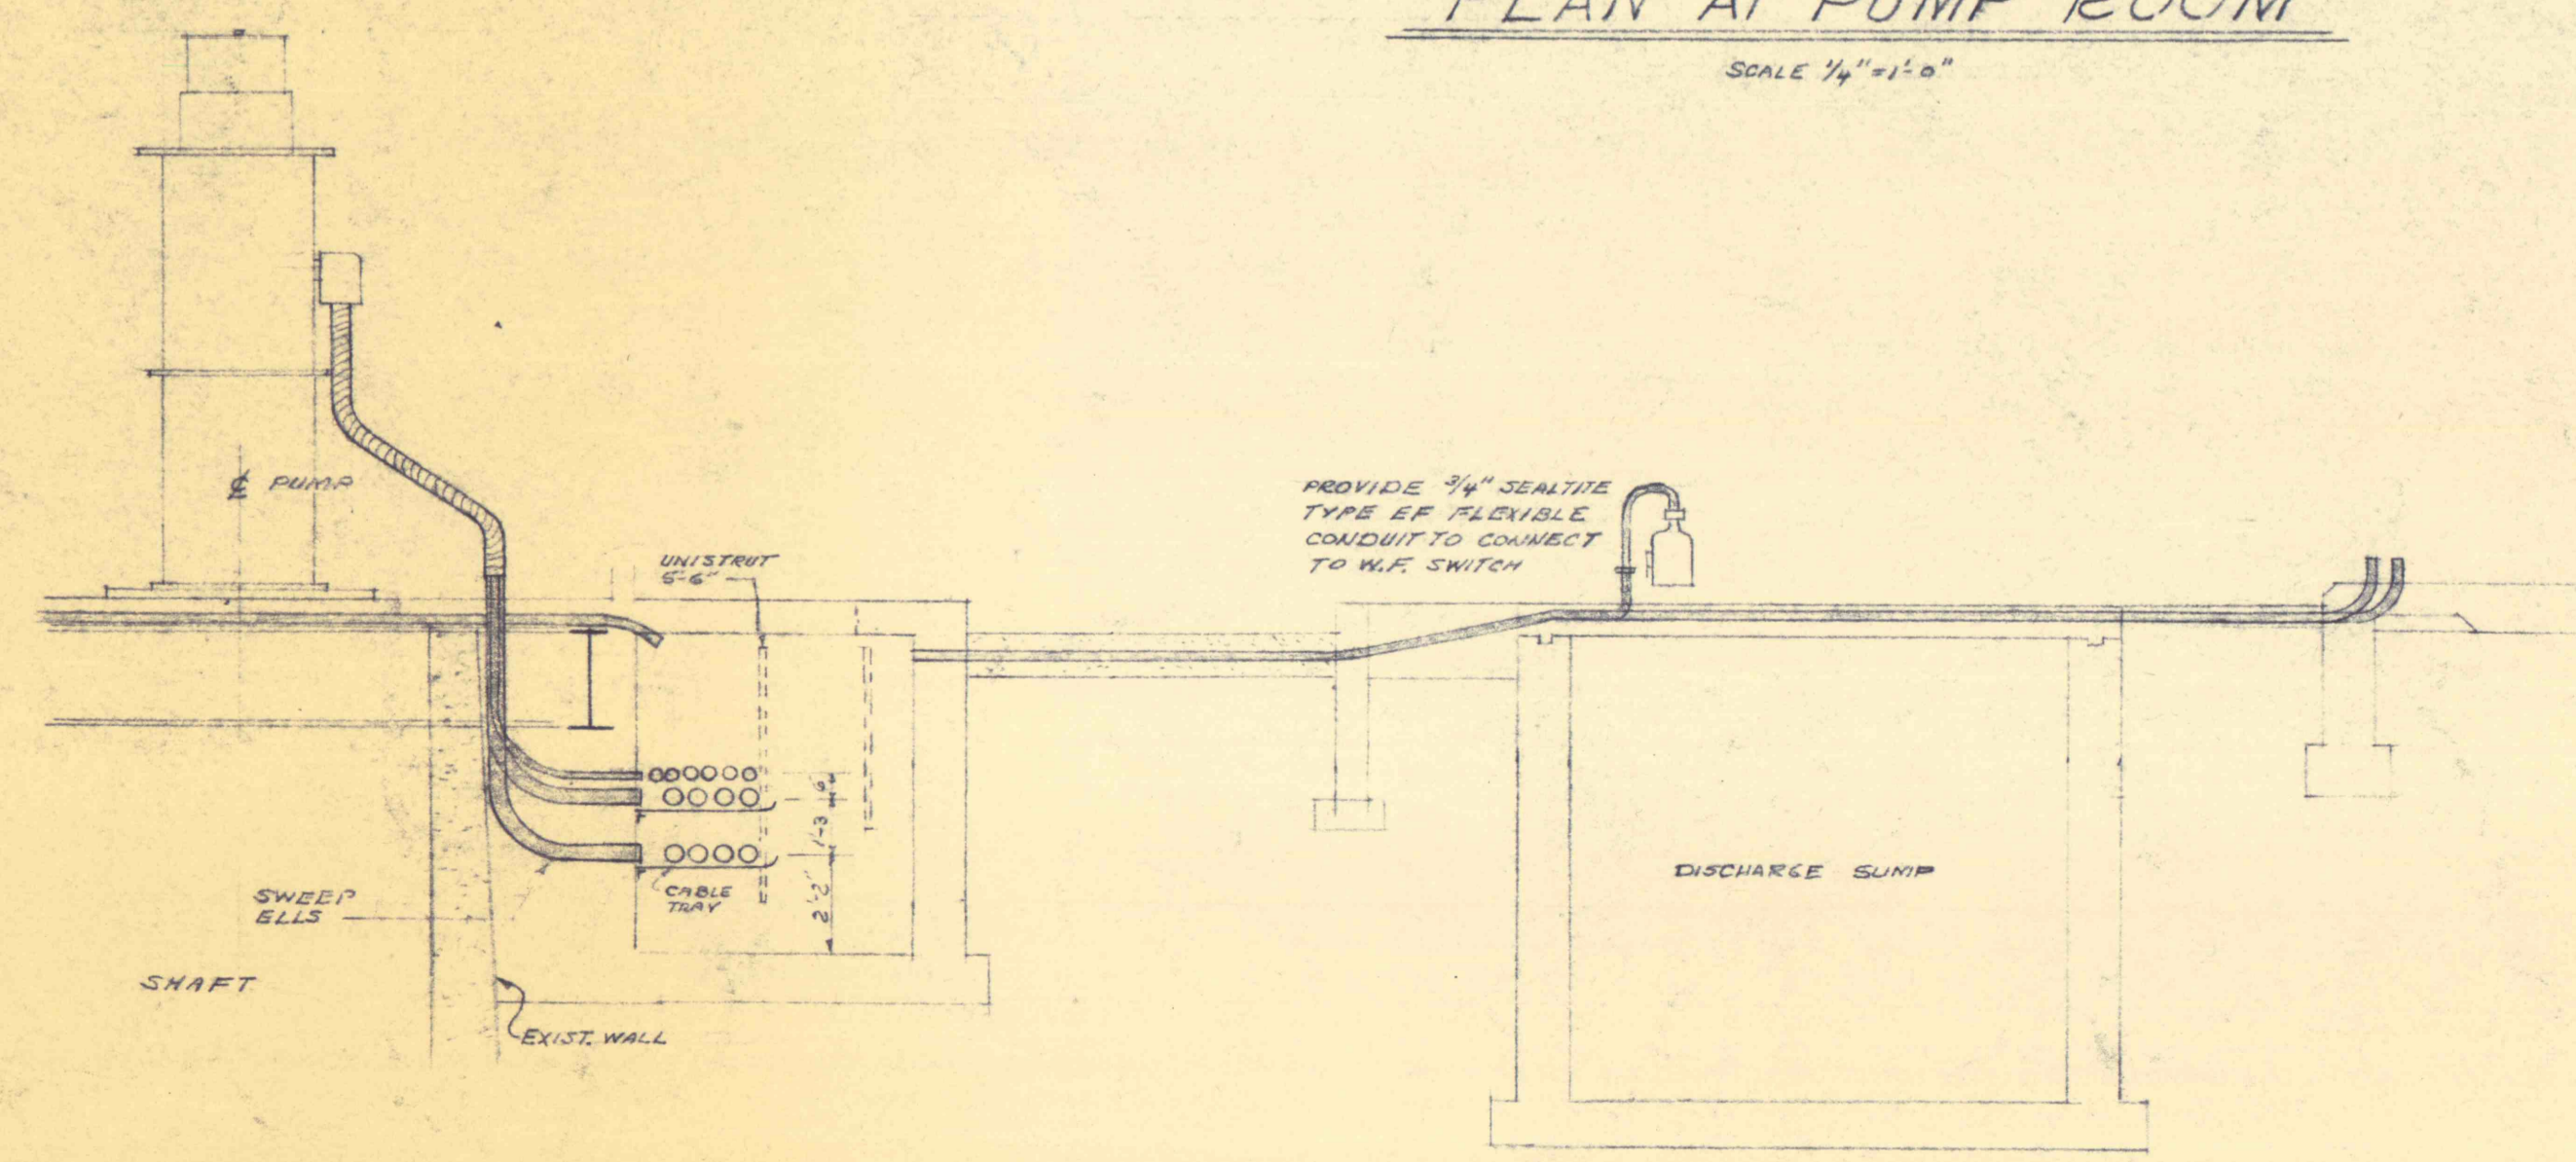 PLAN AT PUMP ROOM
SCALE 1/4" = 1'-0"
℄ PUMP
UNISTRUT
5'-6"
PROVIDE 3/4" SEALTITE
TYPE EF FLEXIBLE
CONDUIT TO CONNECT
TO W.F. SWITCH
6"
1'-3
2'-2"
CABLE
TRAY
SWEEP
ELLS
DISCHARGE SUMP
SHAFT
EXIST. WALL